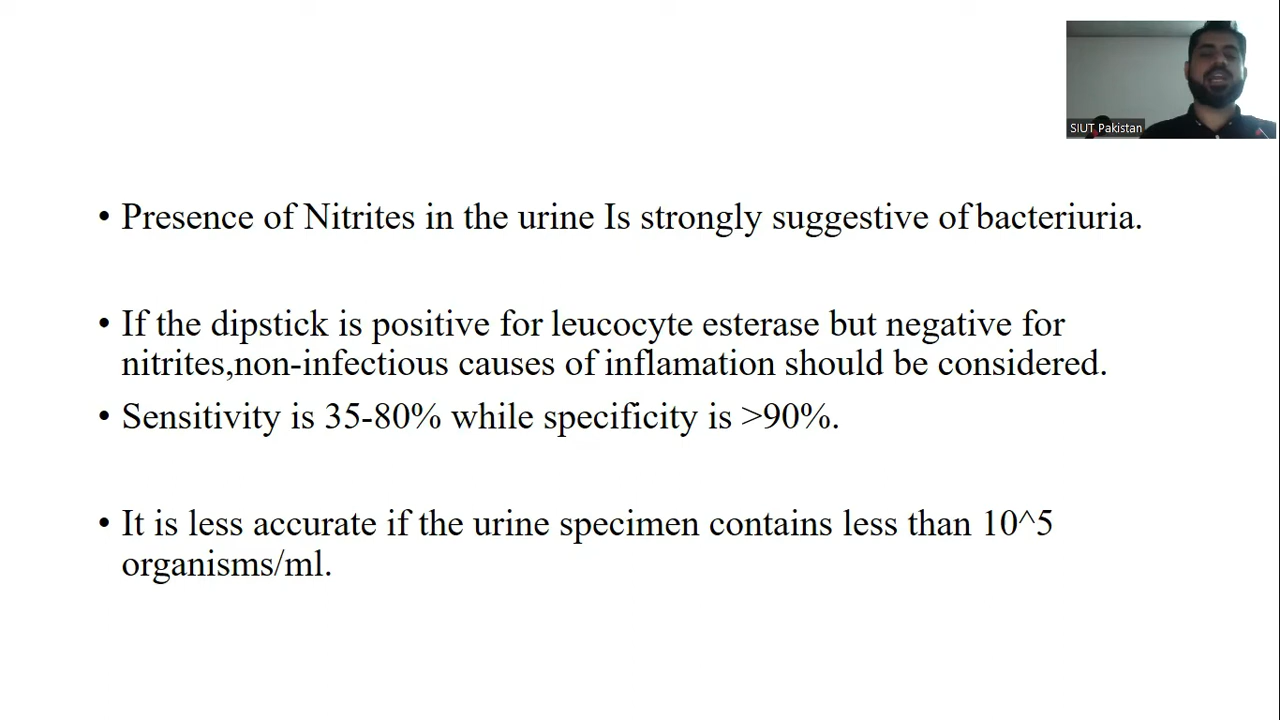 SIUT Pakistan
• Presence of Nitrites in the urine Is strongly suggestive of bacteriuria.
• If the dipstick is positive for leucocyte esterase but negative for
nitrites,non-infectious causes of inflamation should be considered.
• Sensitivity is 35-80% while specificity is >90%.
• It is less accurate if the urine specimen contains less than 10^5
organisms/ml.